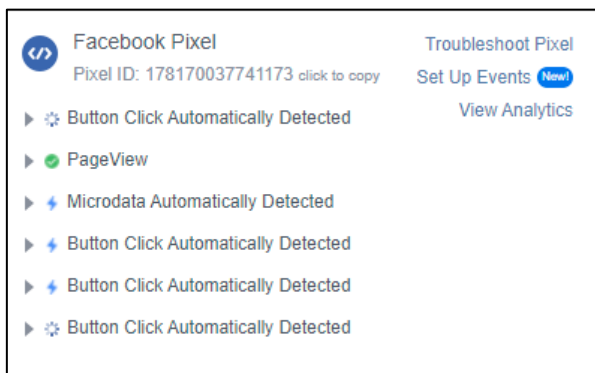 Facebook Pixel
Pixel ID: 178170037741173 click to copy
Troubleshoot Pixel
Set Up Events New!
View Analytics
Button Click Automatically Detected
PageView
Microdata Automatically Detected
Button Click Automatically Detected
Button Click Automatically Detected
Button Click Automatically Detected